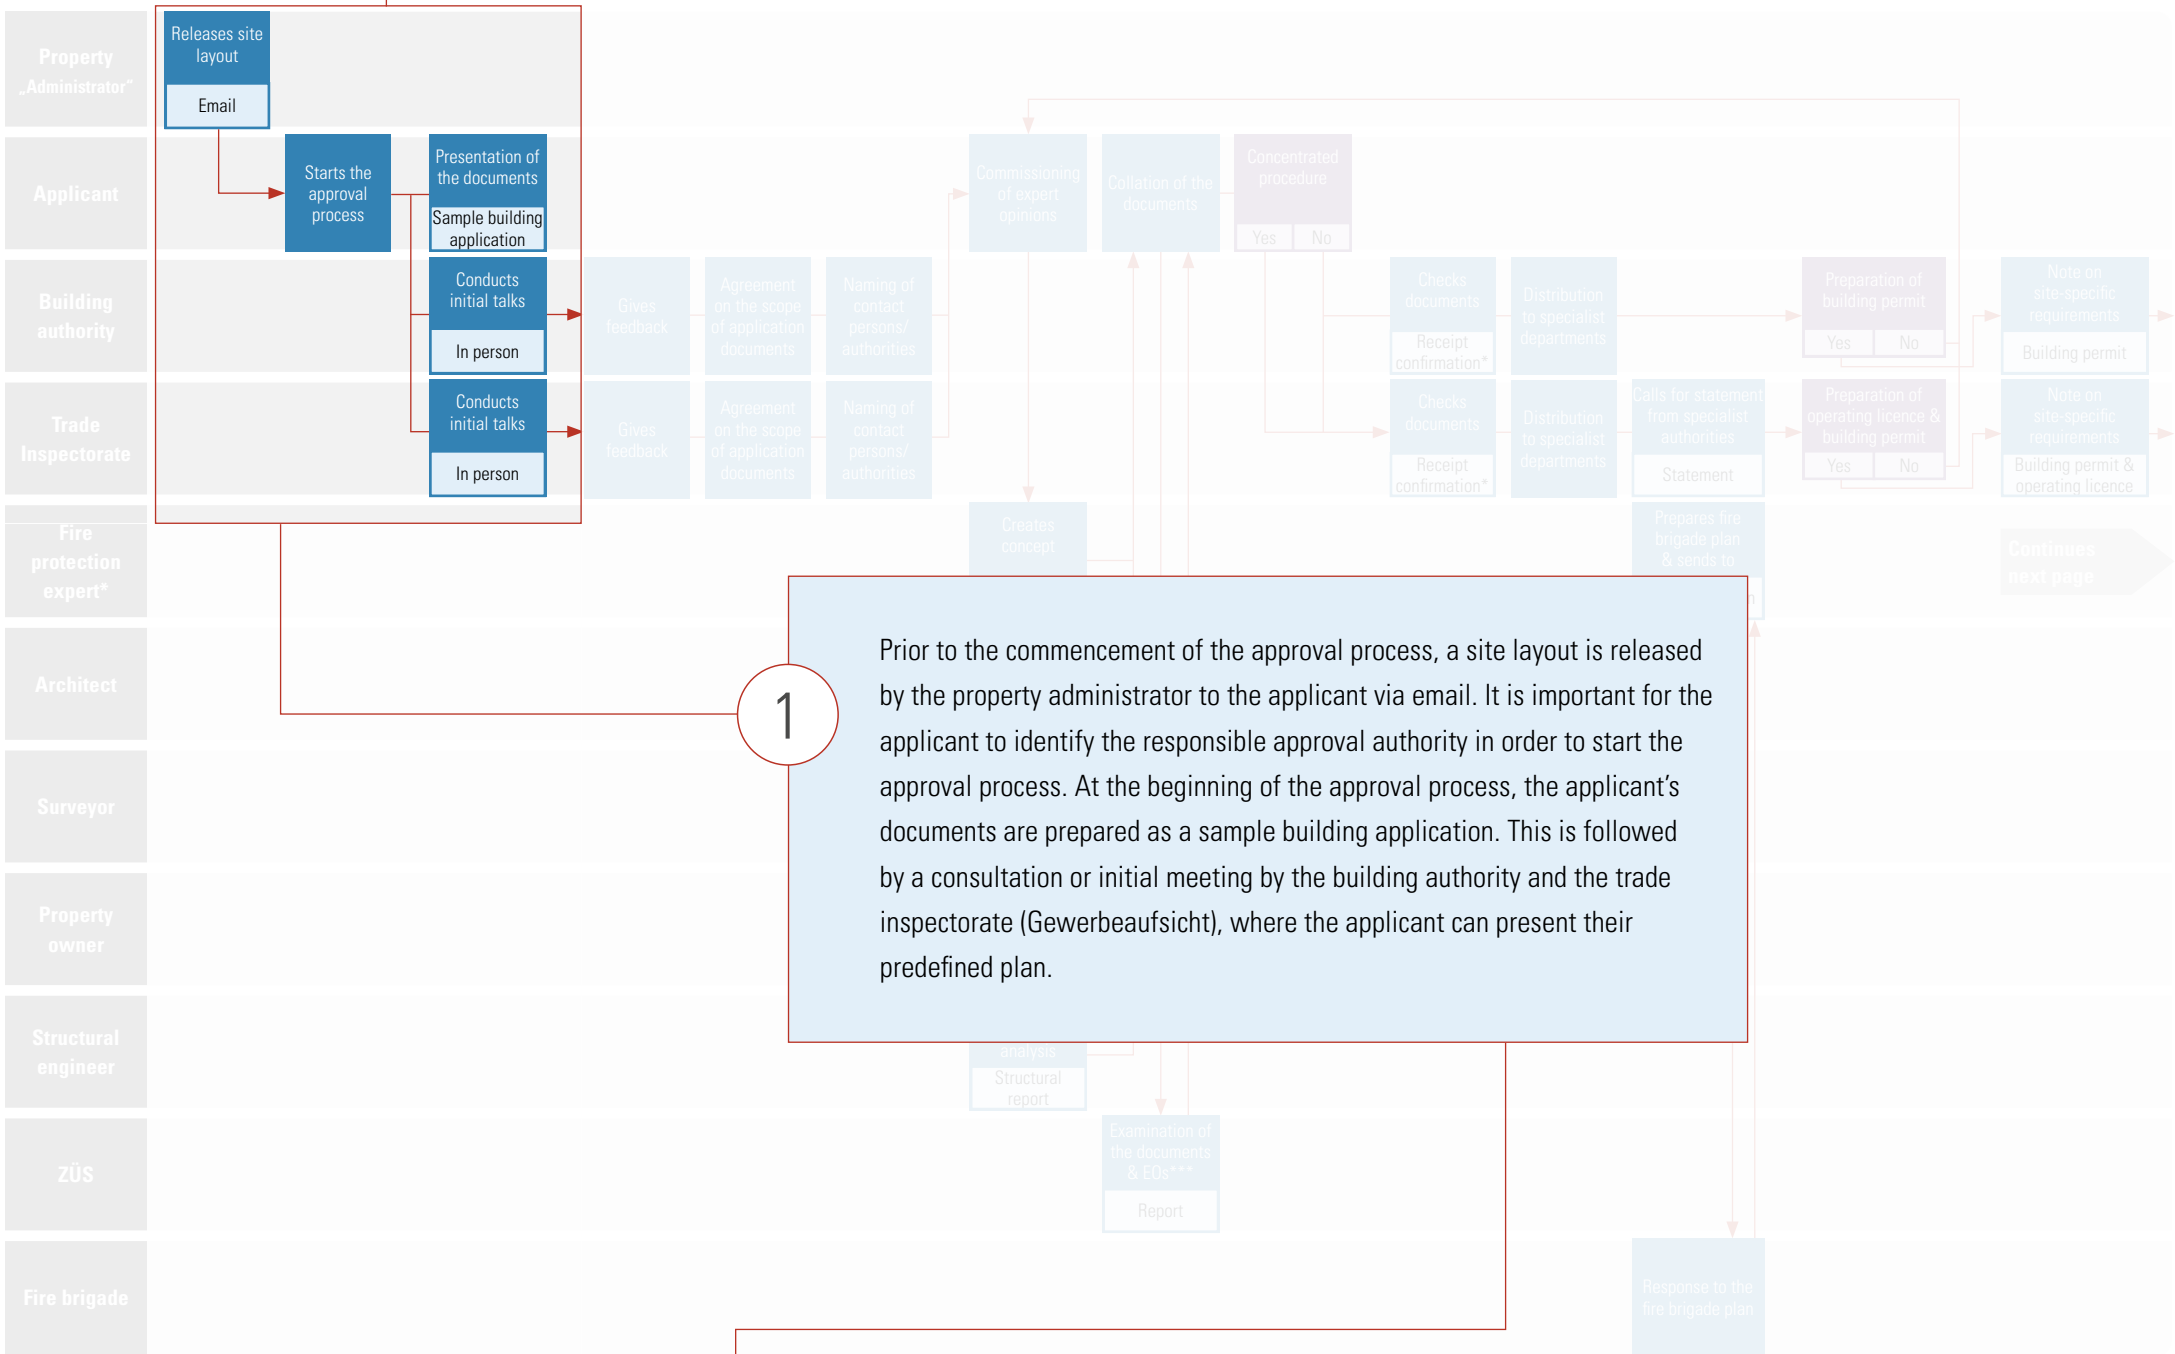 Property
„Administrator“
Releases site
layout
Email
Applicant
Starts the
approval
process
Presentation of
the documents
Sample building
application
Commissioning
of expert
opinions
Collation of the
documents
Concentrated
procedure
Yes
No
Building
authority
Conducts
initial talks
In person
Gives
feedback
Agreement
on the scope
of application
documents
Naming of
contact
persons/
authorities
Checks
documents
Receipt
confirmation*
Distribution
to specialist
departments
Preparation of
building permit
Yes
No
Note on
site-specific
requirements
Building permit
Trade
Inspectorate
Conducts
initial talks
In person
Gives
feedback
Agreement
on the scope
of application
documents
Naming of
contact
persons/
authorities
Checks
documents
Receipt
confirmation*
Distribution
to specialist
departments
Calls for statement
from specialist
authorities
Statement
Preparation of
operating licence &
building permit
Yes
No
Note on
site-specific
requirements
Building permit &
operating licence
Fire
protection
expert*
Creates
concept
Prepares fire
brigade plan
& sends to
Continues
next page
Architect
Surveyor
Property
owner
Structural
engineer
1
Prior to the commencement of the approval process, a site layout is released
by the property administrator to the applicant via email. It is important for the
applicant to identify the responsible approval authority in order to start the
approval process. At the beginning of the approval process, the applicant’s
documents are prepared as a sample building application. This is followed
by a consultation or initial meeting by the building authority and the trade
inspectorate (Gewerbeaufsicht), where the applicant can present their
predefined plan.
analysis
Structural
report
ZÜS
Examination of
the documents
& EOs***
Report
Fire brigade
Response to the
fire brigade plan